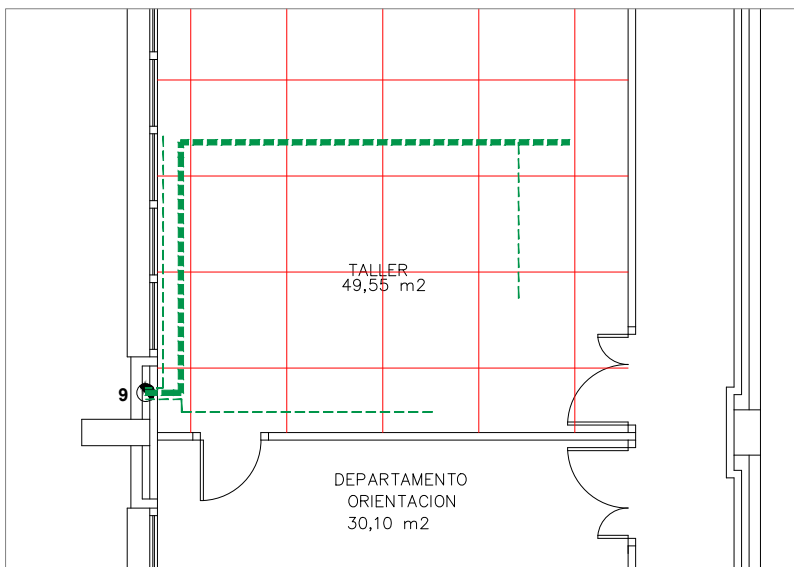 TALLER
49,55 m2
9
DEPARTAMENTO
ORIENTACION
30,10 m2